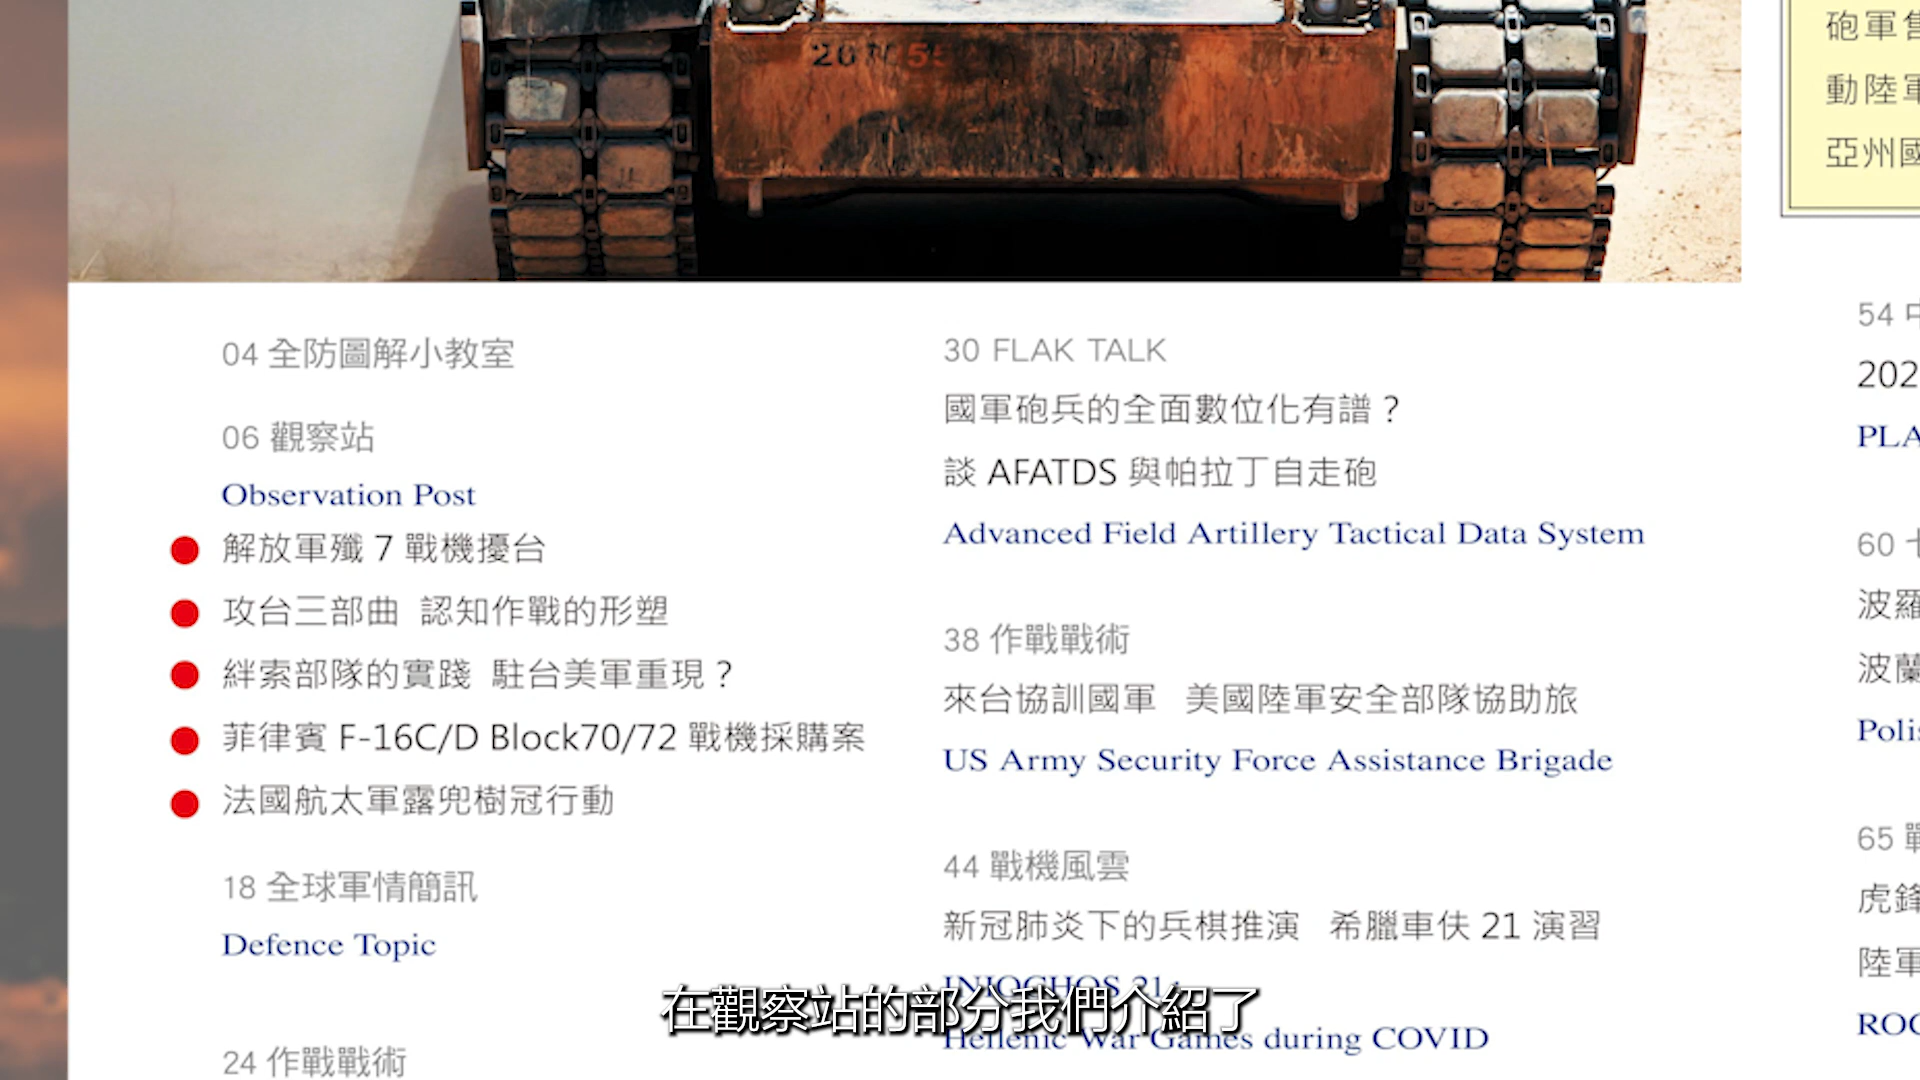 砲軍
動陸軍
亞州國
04 全防圖解小教室
06 觀察站
Observation Post
解放軍殲 7 戰機擾台
攻台三部曲 認知作戰的形塑
絆索部隊的實踐 駐台美軍重現？
菲律賓 F-16C/D Block70/72 戰機採購案
法國航太軍露兜樹冠行動
18 全球軍情簡訊
Defence Topic
24 作戰戰術
30 FLAK TALK
國軍砲兵的全面數位化有譜？
談 AFATDS 與帕拉丁自走砲
Advanced Field Artillery Tactical Data System
38 作戰戰術
來台協訓國軍 美國陸軍安全部隊協助旅
US Army Security Force Assistance Brigade
44 戰機風雲
新冠肺炎下的兵棋推演 希臘車佚 21 演習
INIOCHOS 21
Hellenic War Games during COVID
54
202
PLA
60
波羅
波蘭
Polis
65
虎鋒
陸軍
ROC
在觀察站的部分我們介紹了